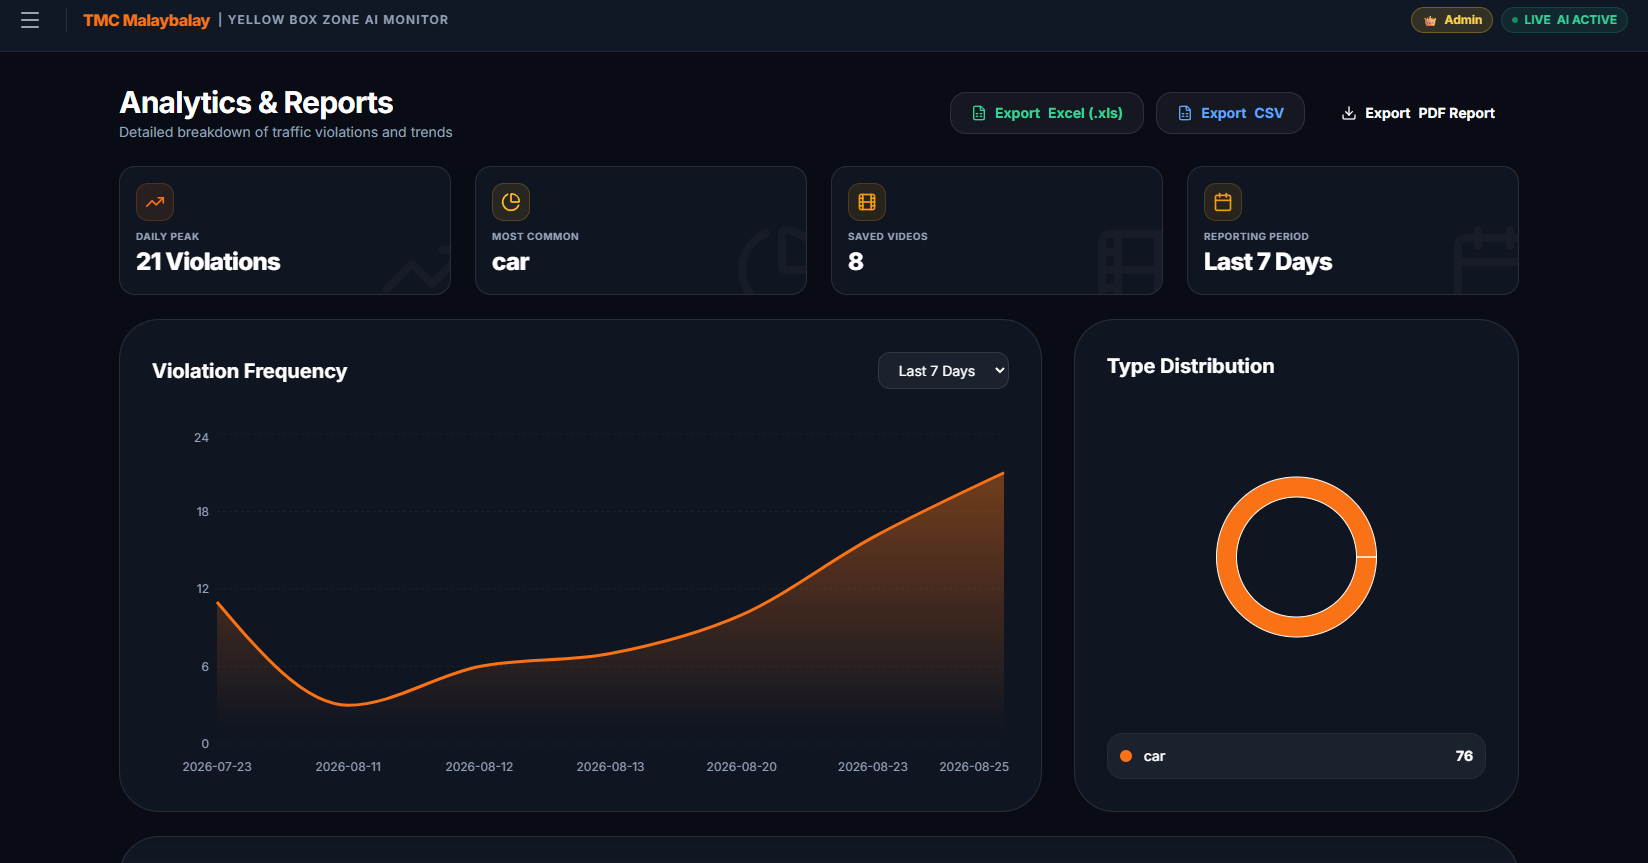 TMC Malaybalay | YELLOW BOX ZONE AI MONITOR
Admin
LIVE AI ACTIVE
Analytics & Reports
Detailed breakdown of traffic violations and trends
Export Excel (.xls)
Export CSV
Export PDF Report
DAILY PEAK
21 Violations
MOST COMMON
car
SAVED VIDEOS
8
REPORTING PERIOD
Last 7 Days
Violation Frequency
Last 7 Days
24
18
12
6
0
2026-07-23 2026-08-11 2026-08-12 2026-08-13 2026-08-20 2026-08-23 2026-08-25
Type Distribution
car 76